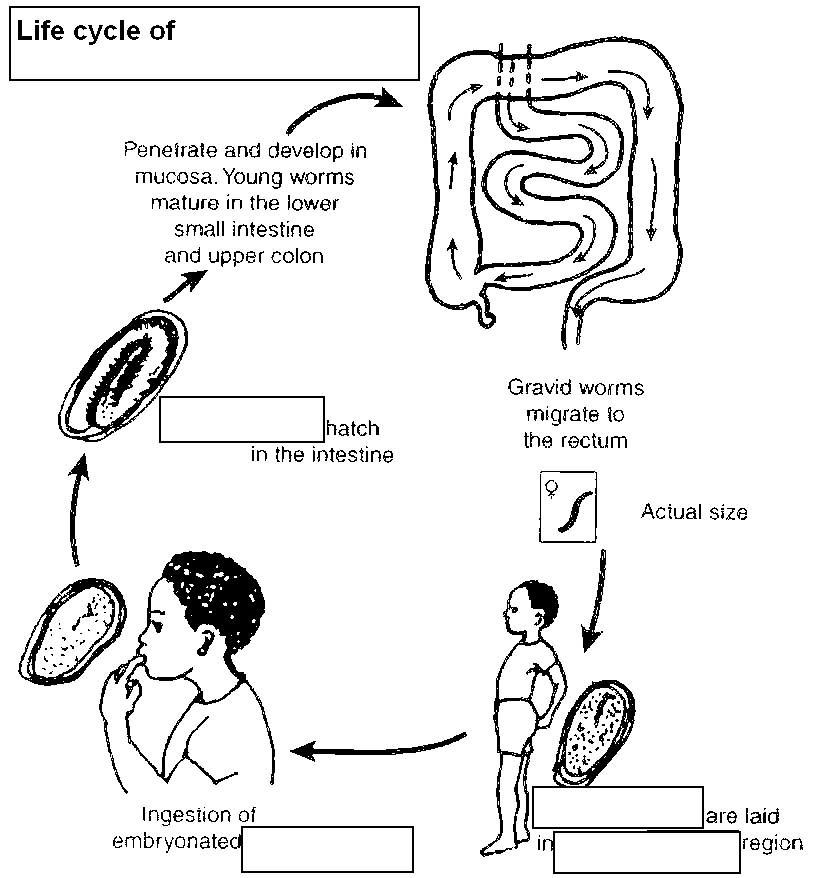 Life cycle of
Penetrate and develop in
mucosa. Young worms
mature in the lower
small intestine
and upper colon
hatch
in the intestine
Gravid worms
migrate to
the rectum
♀
Actual size
are laid
in region
Ingestion of
embryonated